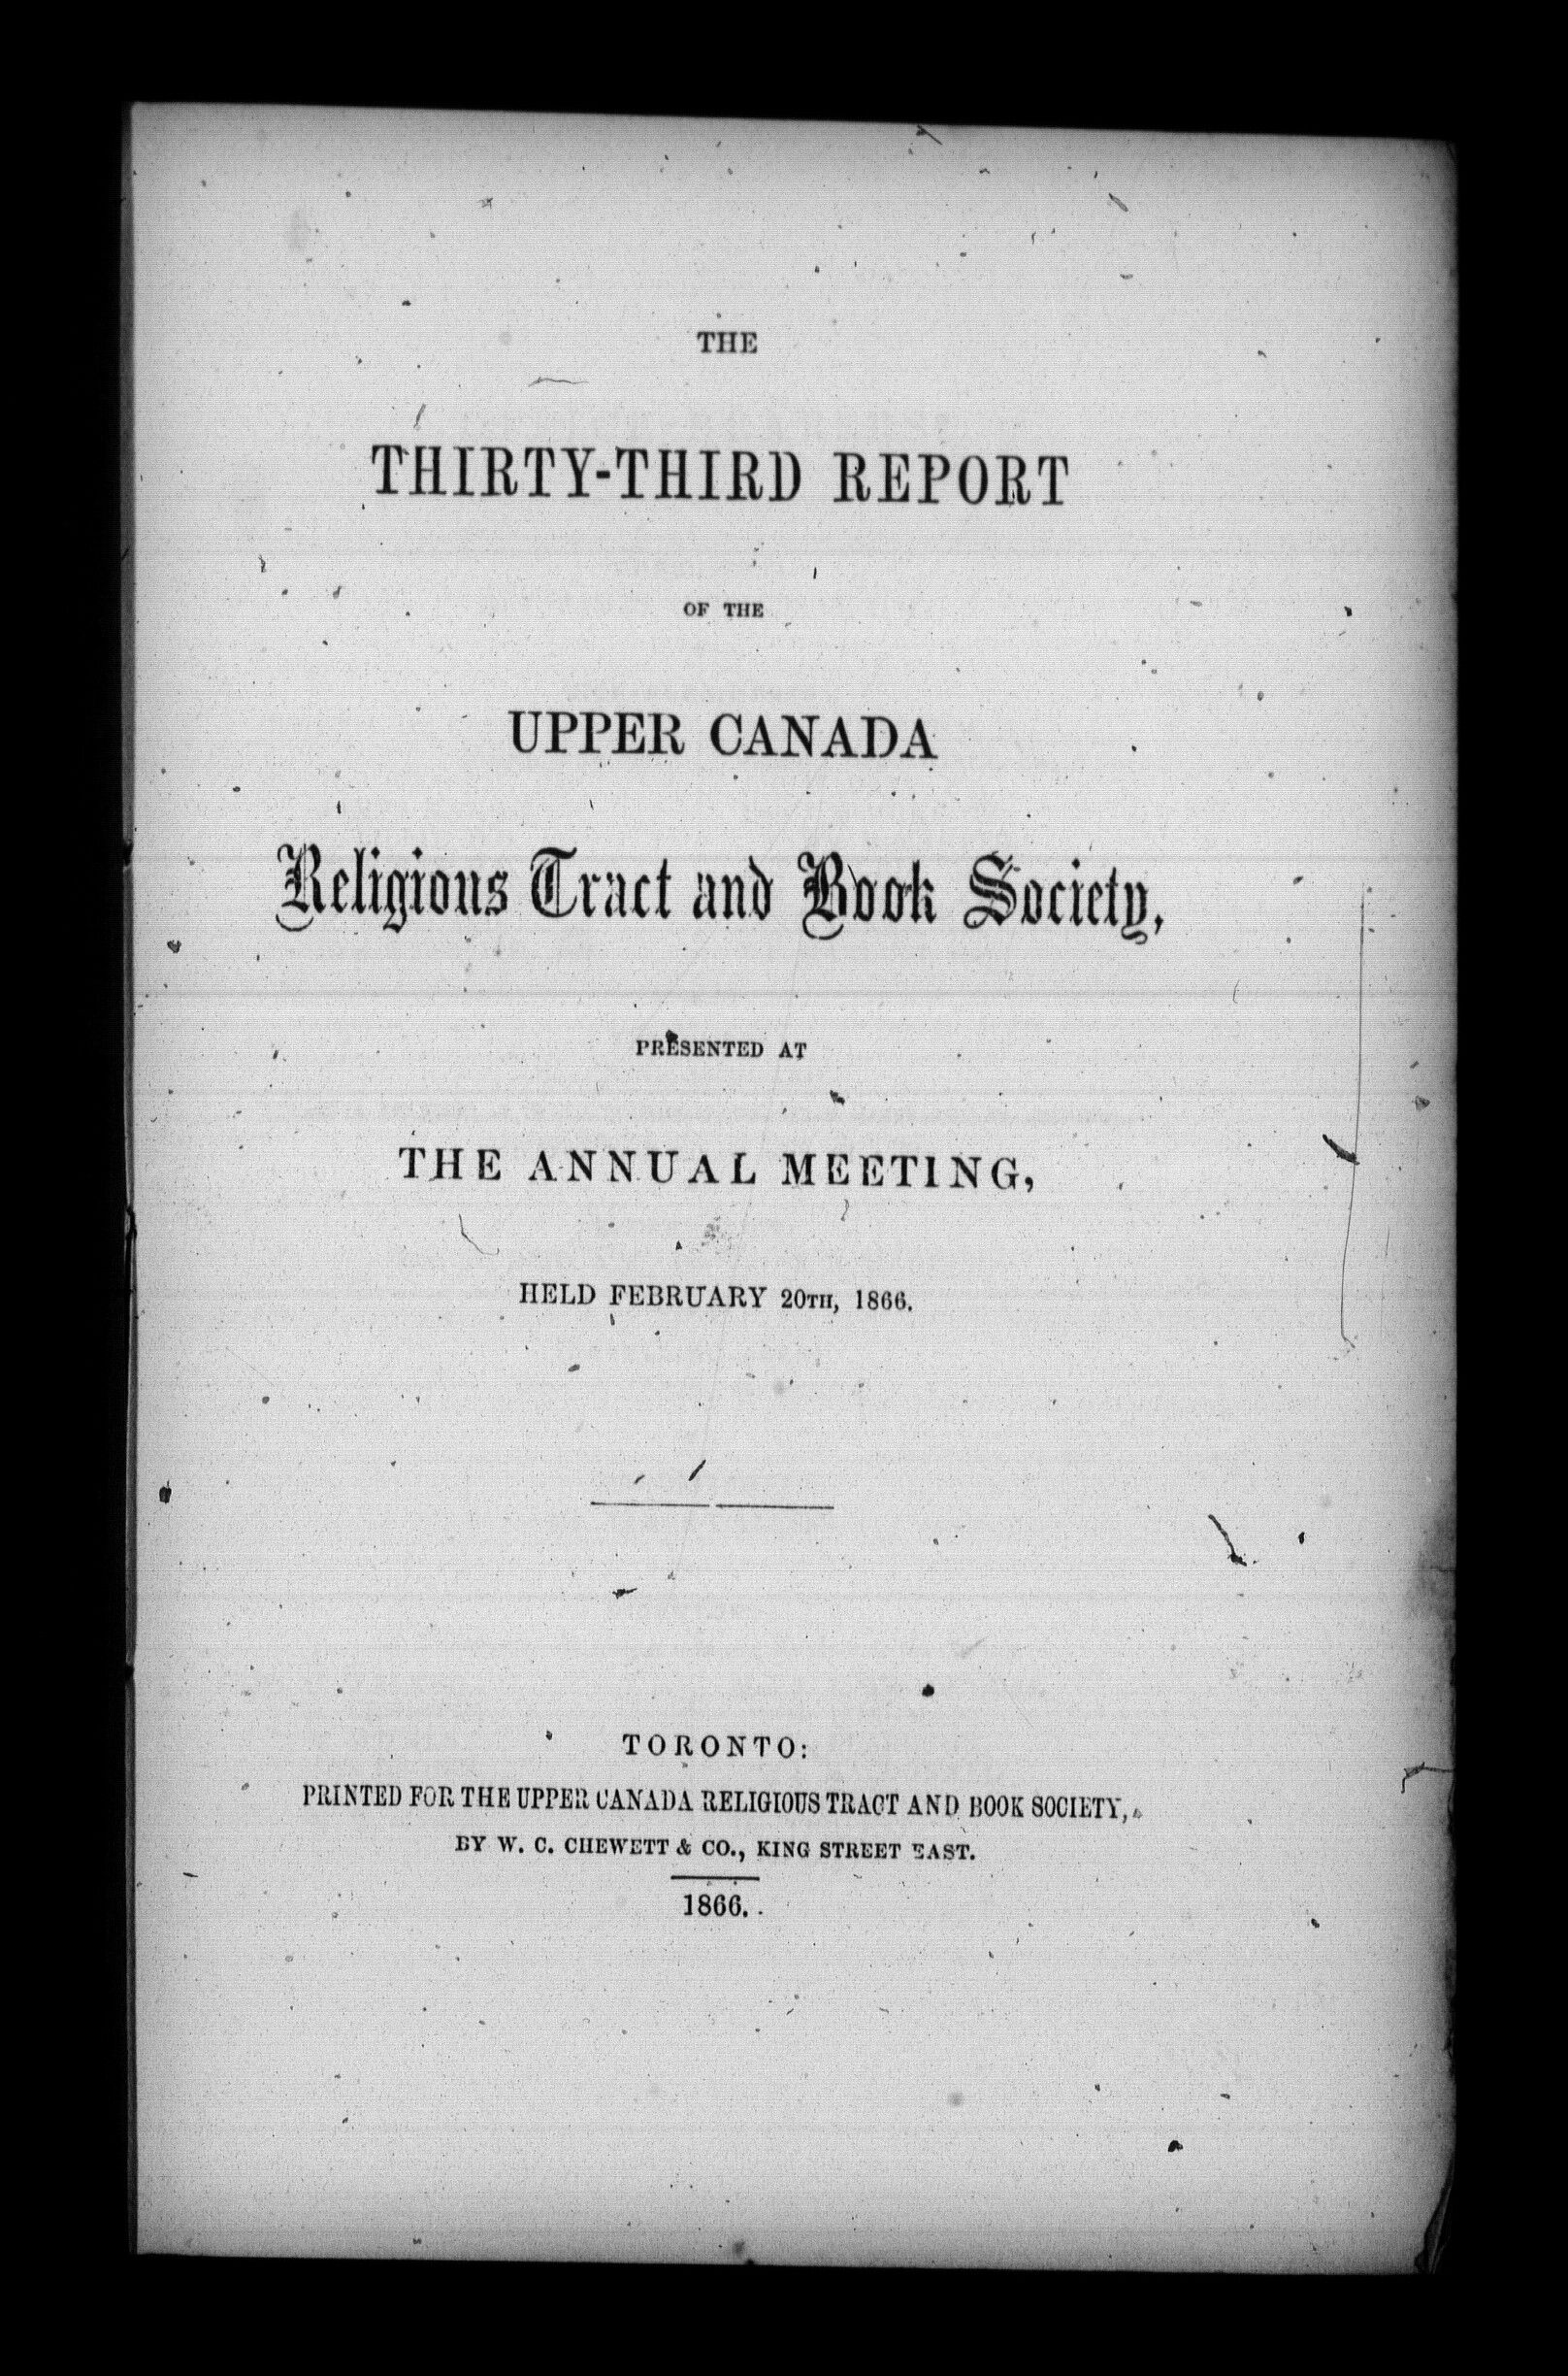 THE
THIRTY-THIRD REPORT
OF THE
UPPER CANADA
Religious Tract and Book Society,
PRESENTED AT
THE ANNUAL MEETING,
HELD FEBRUARY 20TH, 1866.
TORONTO:
PRINTED FOR THE UPPER CANADA RELIGIOUS TRACT AND BOOK SOCIETY,
BY W. C. CHEWETT & CO., KING STREET EAST.
1866.